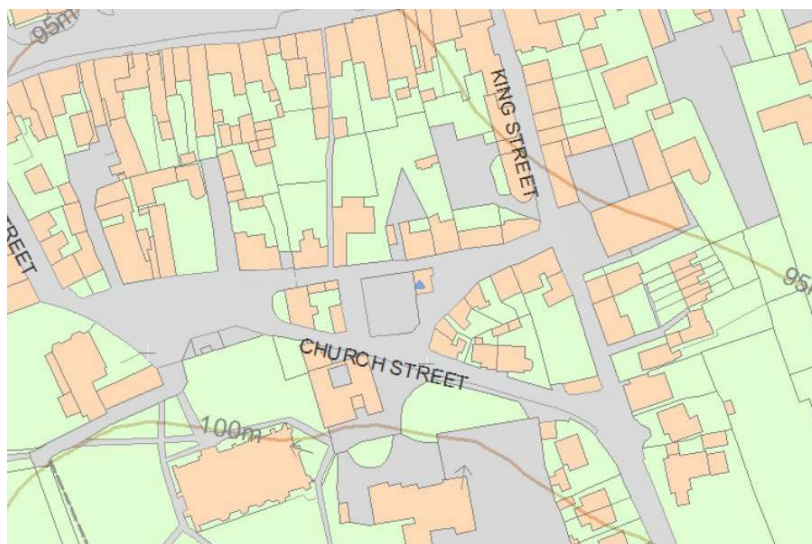 95m
KING STREET
STREET
95m
CHURCH STREET
100m